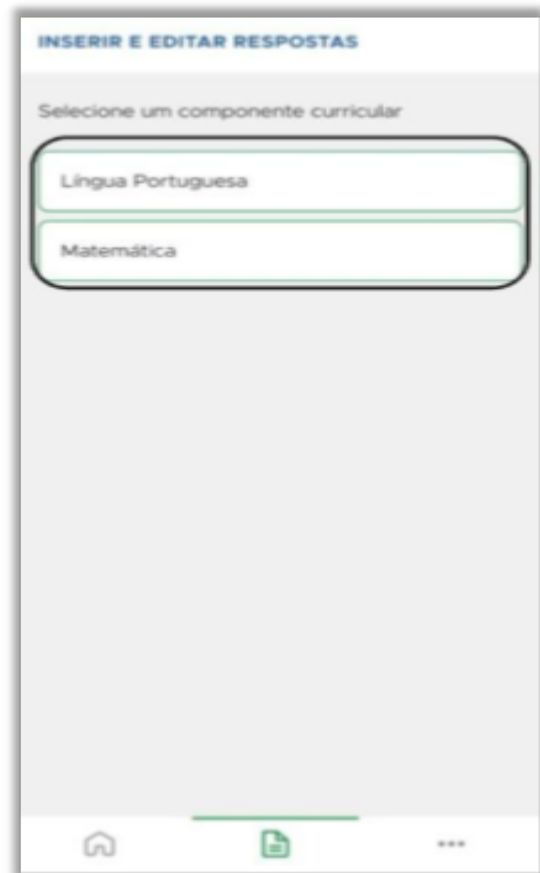 INSERIR E EDITAR RESPOSTAS
Selecione um componente curricular
Língua Portuguesa
Matemática